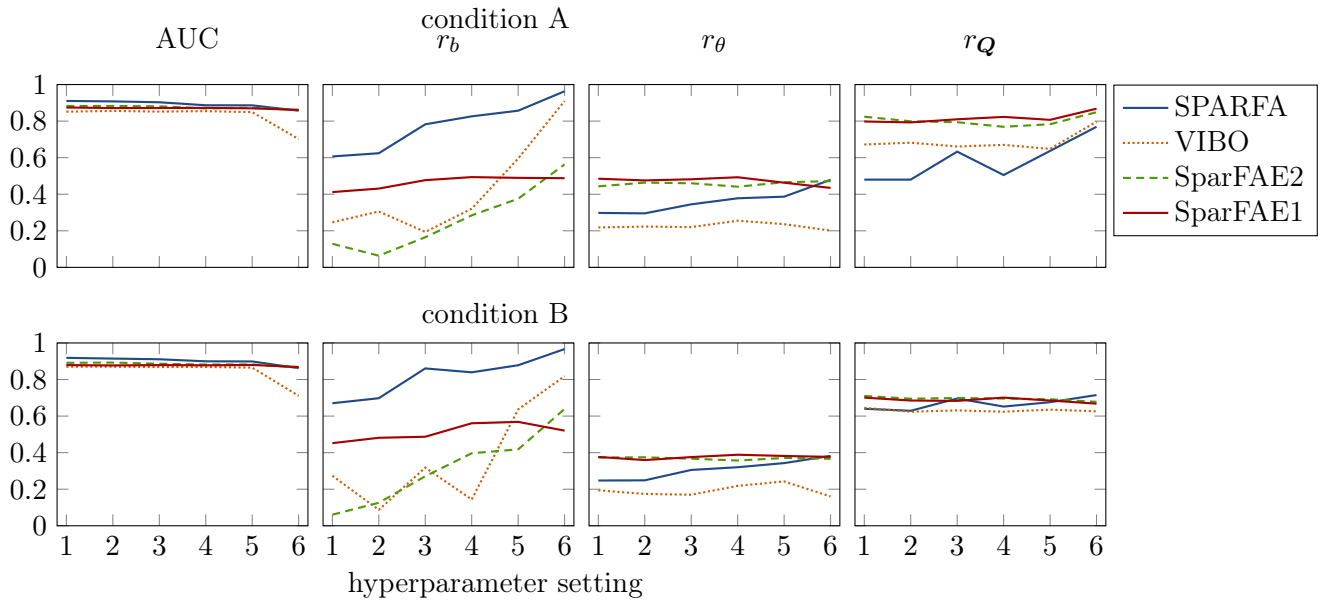 condition A
AUC r_b r_θ r_Q
1
0.8
0.6
0.4
0.2
0
SPARFA
VIBO
SparFAE2
SparFAE1
condition B
1
0.8
0.6
0.4
0.2
0
1 2 3 4 5 6 1 2 3 4 5 6 1 2 3 4 5 6 1 2 3 4 5 6
hyperparameter setting